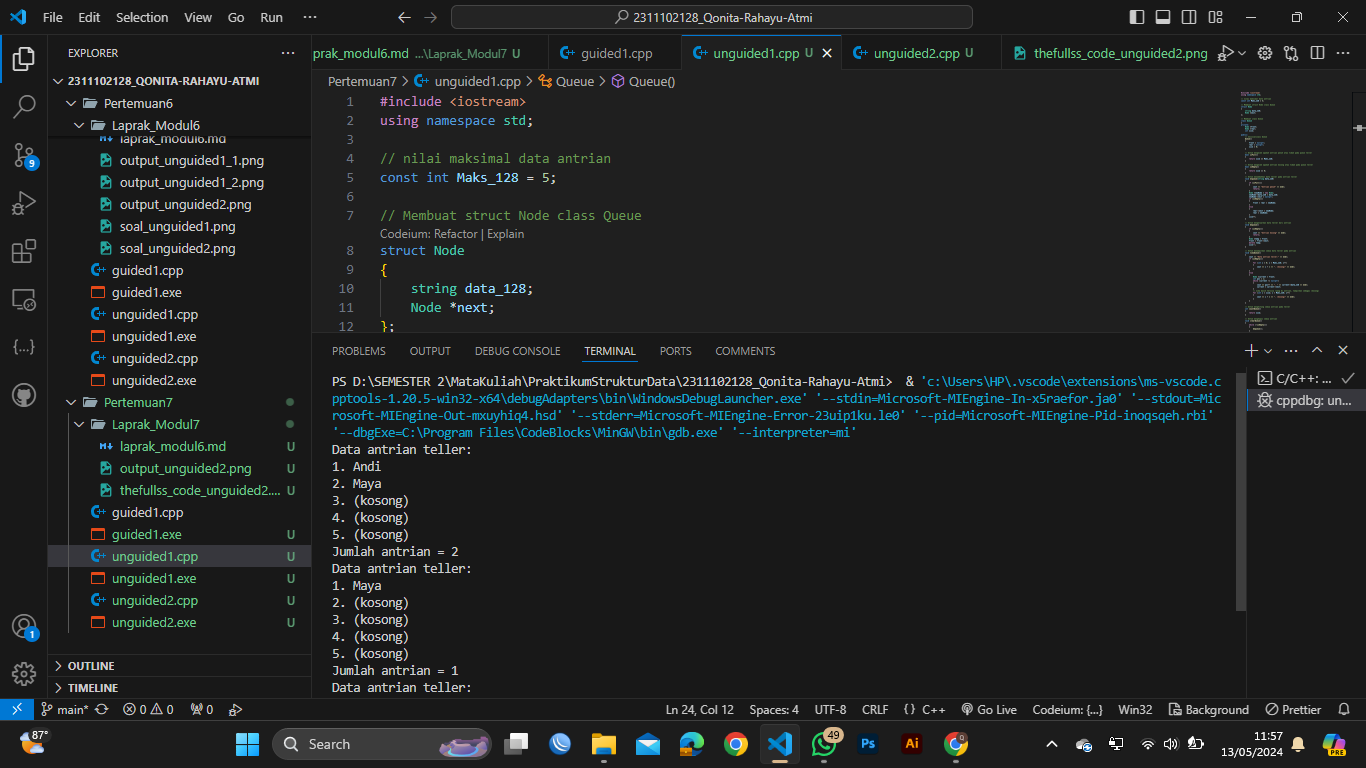 File Edit Selection View Go Run ··· 2311102128_Qonita-Rahayu-Atmi
EXPLORER
2311102128_QONITA-RAHAYU-ATMI
Pertemuan6
Laprak_Modul6
laprak_modul6.md
output_unguided1_1.png
output_unguided1_2.png
output_unguided2.png
soal_unguided1.png
soal_unguided2.png
guided1.cpp
guided1.exe
unguided1.cpp
unguided1.exe
unguided2.cpp
unguided2.exe
Pertemuan7
Laprak_Modul7
laprak_modul6.md U
output_unguided2.png U
thefullss_code_unguided2.... U
guided1.cpp
guided1.exe U
unguided1.cpp U
unguided1.exe U
unguided2.cpp U
unguided2.exe U
OUTLINE
TIMELINE
9
1
prak_modul6.md ...\Laprak_Modul7 U guided1.cpp unguided1.cpp U unguided2.cpp U thefullss_code_unguided2.png U
Pertemuan7 > unguided1.cpp > Queue > Queue()
1 #include <iostream>
2 using namespace std;
3
4 // nilai maksimal data antrian
5 const int Maks_128 = 5;
6
7 // Membuat struct Node class Queue
Codeium: Refactor | Explain
8 struct Node
9 {
10 string data_128;
11 Node *next;
12 };
PROBLEMS OUTPUT DEBUG CONSOLE TERMINAL PORTS COMMENTS
PS D:\SEMESTER 2\MataKuliah\PraktikumStrukturData\2311102128_Qonita-Rahayu-Atmi> & 'c:\Users\HP\.vscode\extensions\ms-vscode.c
pptools-1.20.5-win32-x64\debugAdapters\bin\WindowsDebugLauncher.exe' '--stdin=Microsoft-MIEngine-In-x5raefor.ja0' '--stdout=Mic
rosoft-MIEngine-Out-mxuyhiq4.hsd' '--stderr=Microsoft-MIEngine-Error-23uip1ku.le0' '--pid=Microsoft-MIEngine-Pid-inoqsqeh.rbi'
'--dbgExe=C:\Program Files\CodeBlocks\MinGW\bin\gdb.exe' '--interpreter=mi'
Data antrian teller:
1. Andi
2. Maya
3. (kosong)
4. (kosong)
5. (kosong)
Jumlah antrian = 2
Data antrian teller:
1. Maya
2. (kosong)
3. (kosong)
4. (kosong)
5. (kosong)
Jumlah antrian = 1
Data antrian teller:
C/C++: ...
cppdbg: un...
main* 0 0 0 Ln 24, Col 12 Spaces: 4 UTF-8 CRLF {} C++ Go Live Codeium: {...} Win32 Background Prettier
87° Search 49 Ps Ai 11:57
13/05/2024
PRE